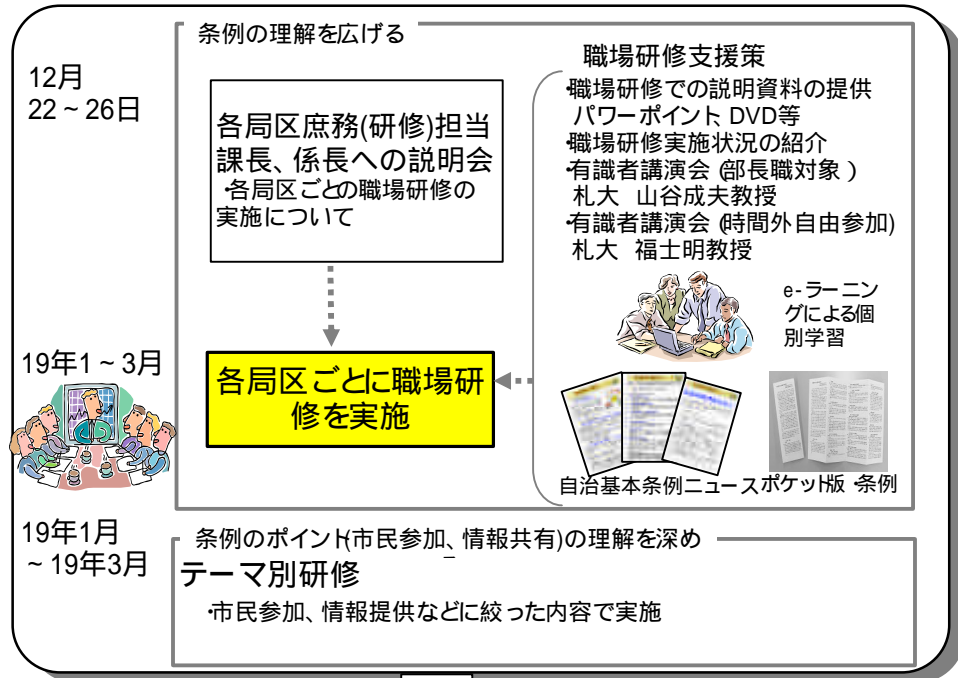 条例の理解を広げる
12月
22～26日
各局区庶務(研修)担当
課長、係長への説明会
・各局区ごとの職場研修の
実施について
職場研修支援策
・職場研修での説明資料の提供
パワーポイント、DVD等
・職場研修実施状況の紹介
・有識者講演会(部長職対象)
札大 山谷成夫教授
・有識者講演会(時間外自由参加)
札大 福士明教授
e-ラーニン
グによる個
別学習
19年1～3月
各局区ごとに職場研
修を実施
自治基本条例ニュース
ポケット版・条例
19年1月
～19年3月
条例のポイント(市民参加、情報共有)の理解を深め
テーマ別研修
・市民参加、情報提供などに絞った内容で実施